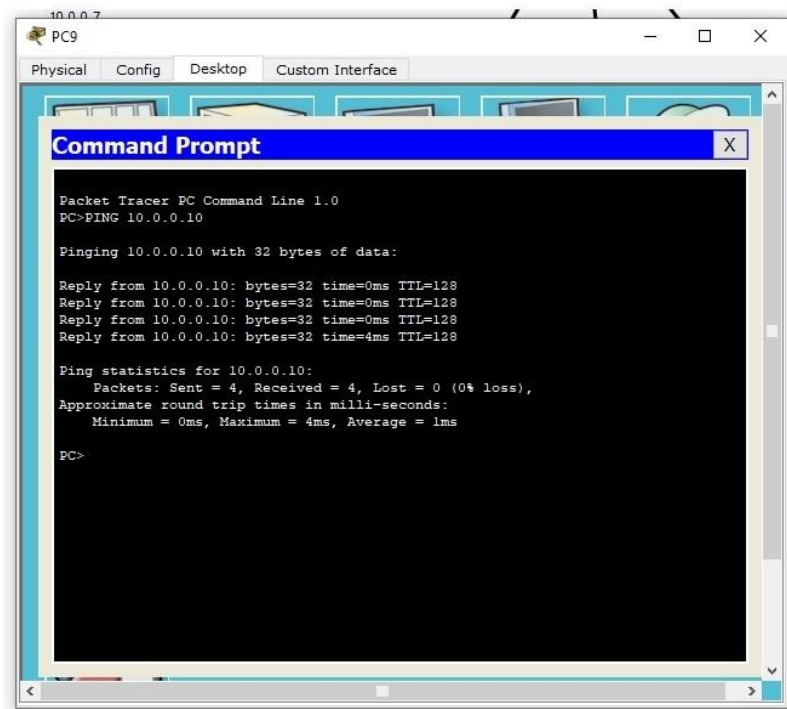 10.0.0.7
PC9
Physical Config Desktop Custom Interface
Command Prompt
X
Packet Tracer PC Command Line 1.0
PC>PING 10.0.0.10
Pinging 10.0.0.10 with 32 bytes of data:
Reply from 10.0.0.10: bytes=32 time=0ms TTL=128
Reply from 10.0.0.10: bytes=32 time=0ms TTL=128
Reply from 10.0.0.10: bytes=32 time=0ms TTL=128
Reply from 10.0.0.10: bytes=32 time=4ms TTL=128
Ping statistics for 10.0.0.10:
Packets: Sent = 4, Received = 4, Lost = 0 (0% loss),
Approximate round trip times in milli-seconds:
Minimum = 0ms, Maximum = 4ms, Average = 1ms
PC>